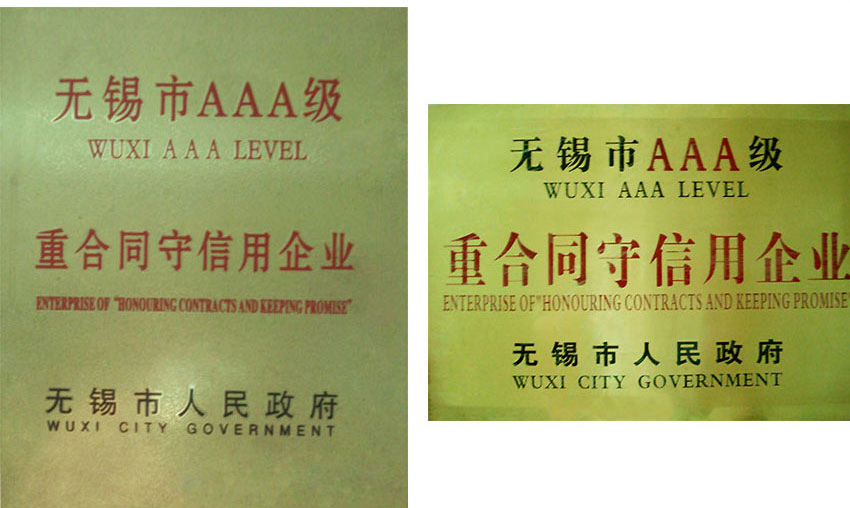 无锡市AAA级
WUXI AAA LEVEL
重合同守信用企业
ENTERPRISE OF "HONOURING CONTRACTS AND KEEPING PROMISE"
无锡市人民政府
WUXI CITY GOVERNMENT
无锡市AAA级
WUXI AAA LEVEL
重合同守信用企业
ENTERPRISE OF"HONOURING CONTRACTS AND KEEPING PROMISE"
无锡市人民政府
WUXI CITY GOVERNMENT